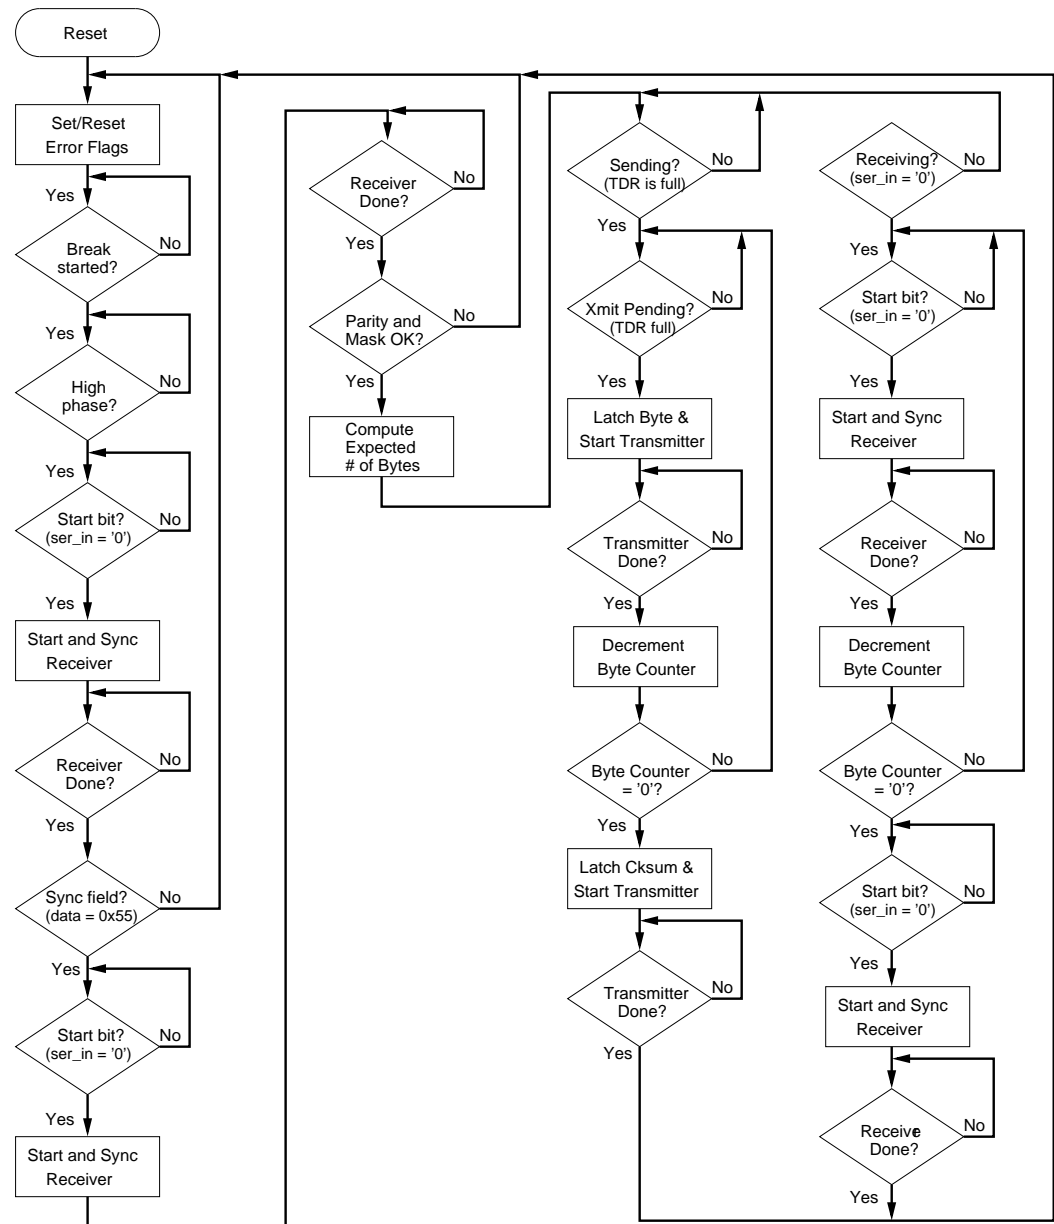 Reset
Set/Reset
Error Flags
Yes
Break
started?
No
Yes
High
phase?
No
Yes
Start bit?
(ser_in = '0')
No
Yes
Start and Sync
Receiver
Receiver
Done?
No
Yes
Sync field?
(data = 0x55)
No
Yes
Start bit?
(ser_in = '0')
No
Yes
Start and Sync
Receiver
Receiver
Done?
No
Yes
Parity and
Mask OK?
No
Yes
Compute
Expected
# of Bytes
Sending?
(TDR is full)
No
Yes
Xmit Pending?
(TDR full)
No
Yes
Latch Byte &
Start Transmitter
Transmitter
Done?
No
Yes
Decrement
Byte Counter
Byte Counter
= '0'?
No
Yes
Latch Cksum &
Start Transmitter
Transmitter
Done?
No
Yes
Receiving?
(ser_in = '0')
No
Yes
Start bit?
(ser_in = '0')
No
Yes
Start and Sync
Receiver
Receiver
Done?
No
Yes
Decrement
Byte Counter
Byte Counter
= '0'?
No
Yes
Start bit?
(ser_in = '0')
No
Yes
Start and Sync
Receiver
Receiver
Done?
No
Yes